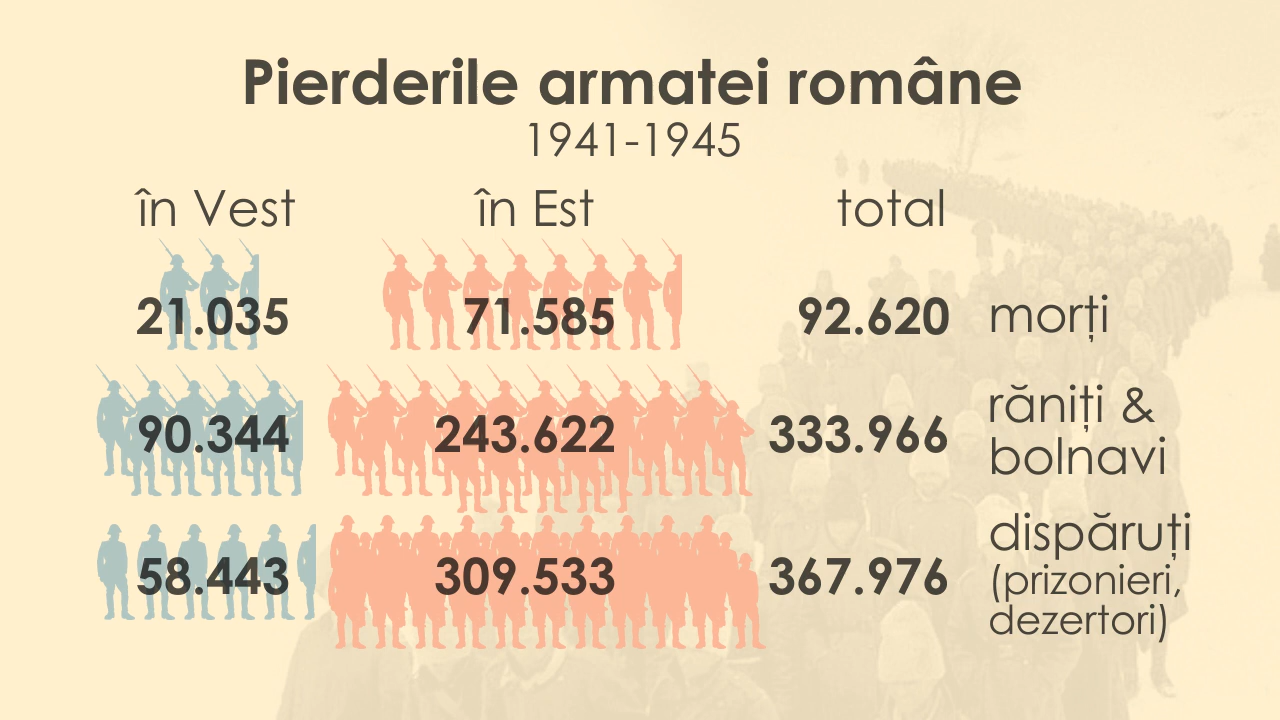 Pierderile armatei române
1941-1945
în Vest în Est total
21.035 71.585 92.620 morți
90.344 243.622 333.966 răniți &
bolnavi
58.443 309.533 367.976 dispăruți
(prizonieri,
dezertori)